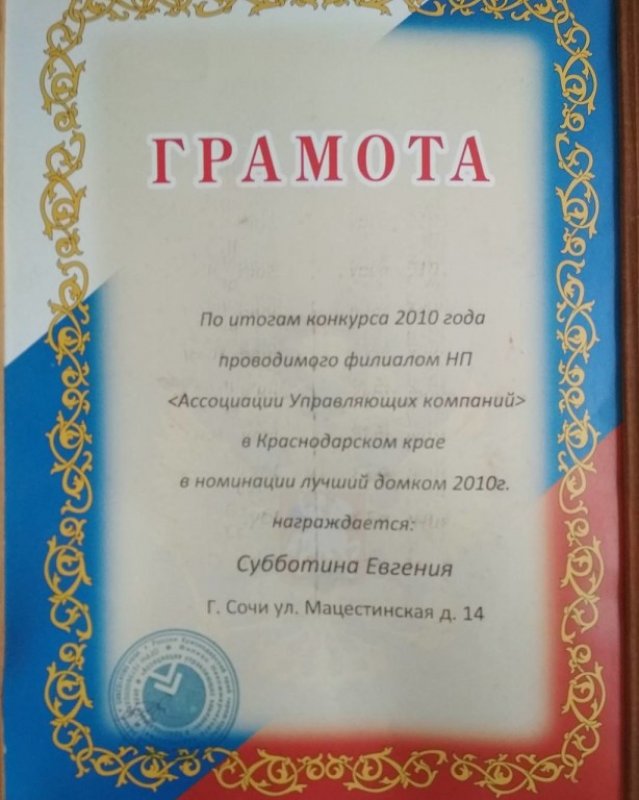 ГРАМОТА
По итогам конкурса 2010 года
проводимого филиалом НП
<Ассоциации Управляющих компаний>
в Краснодарском крае
в номинации лучший домком 2010г.
награждается:
Субботина Евгения
Г. Сочи ул. Мацестинская д. 14